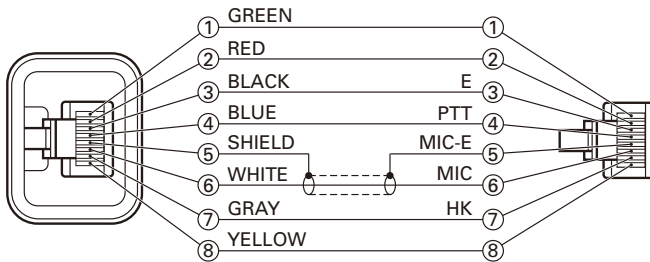 ① GREEN ①
② RED ②
③ BLACK E ③
④ BLUE PTT ④
⑤ SHIELD MIC-E ⑤
⑥ WHITE MIC ⑥
⑦ GRAY HK ⑦
⑧ YELLOW ⑧